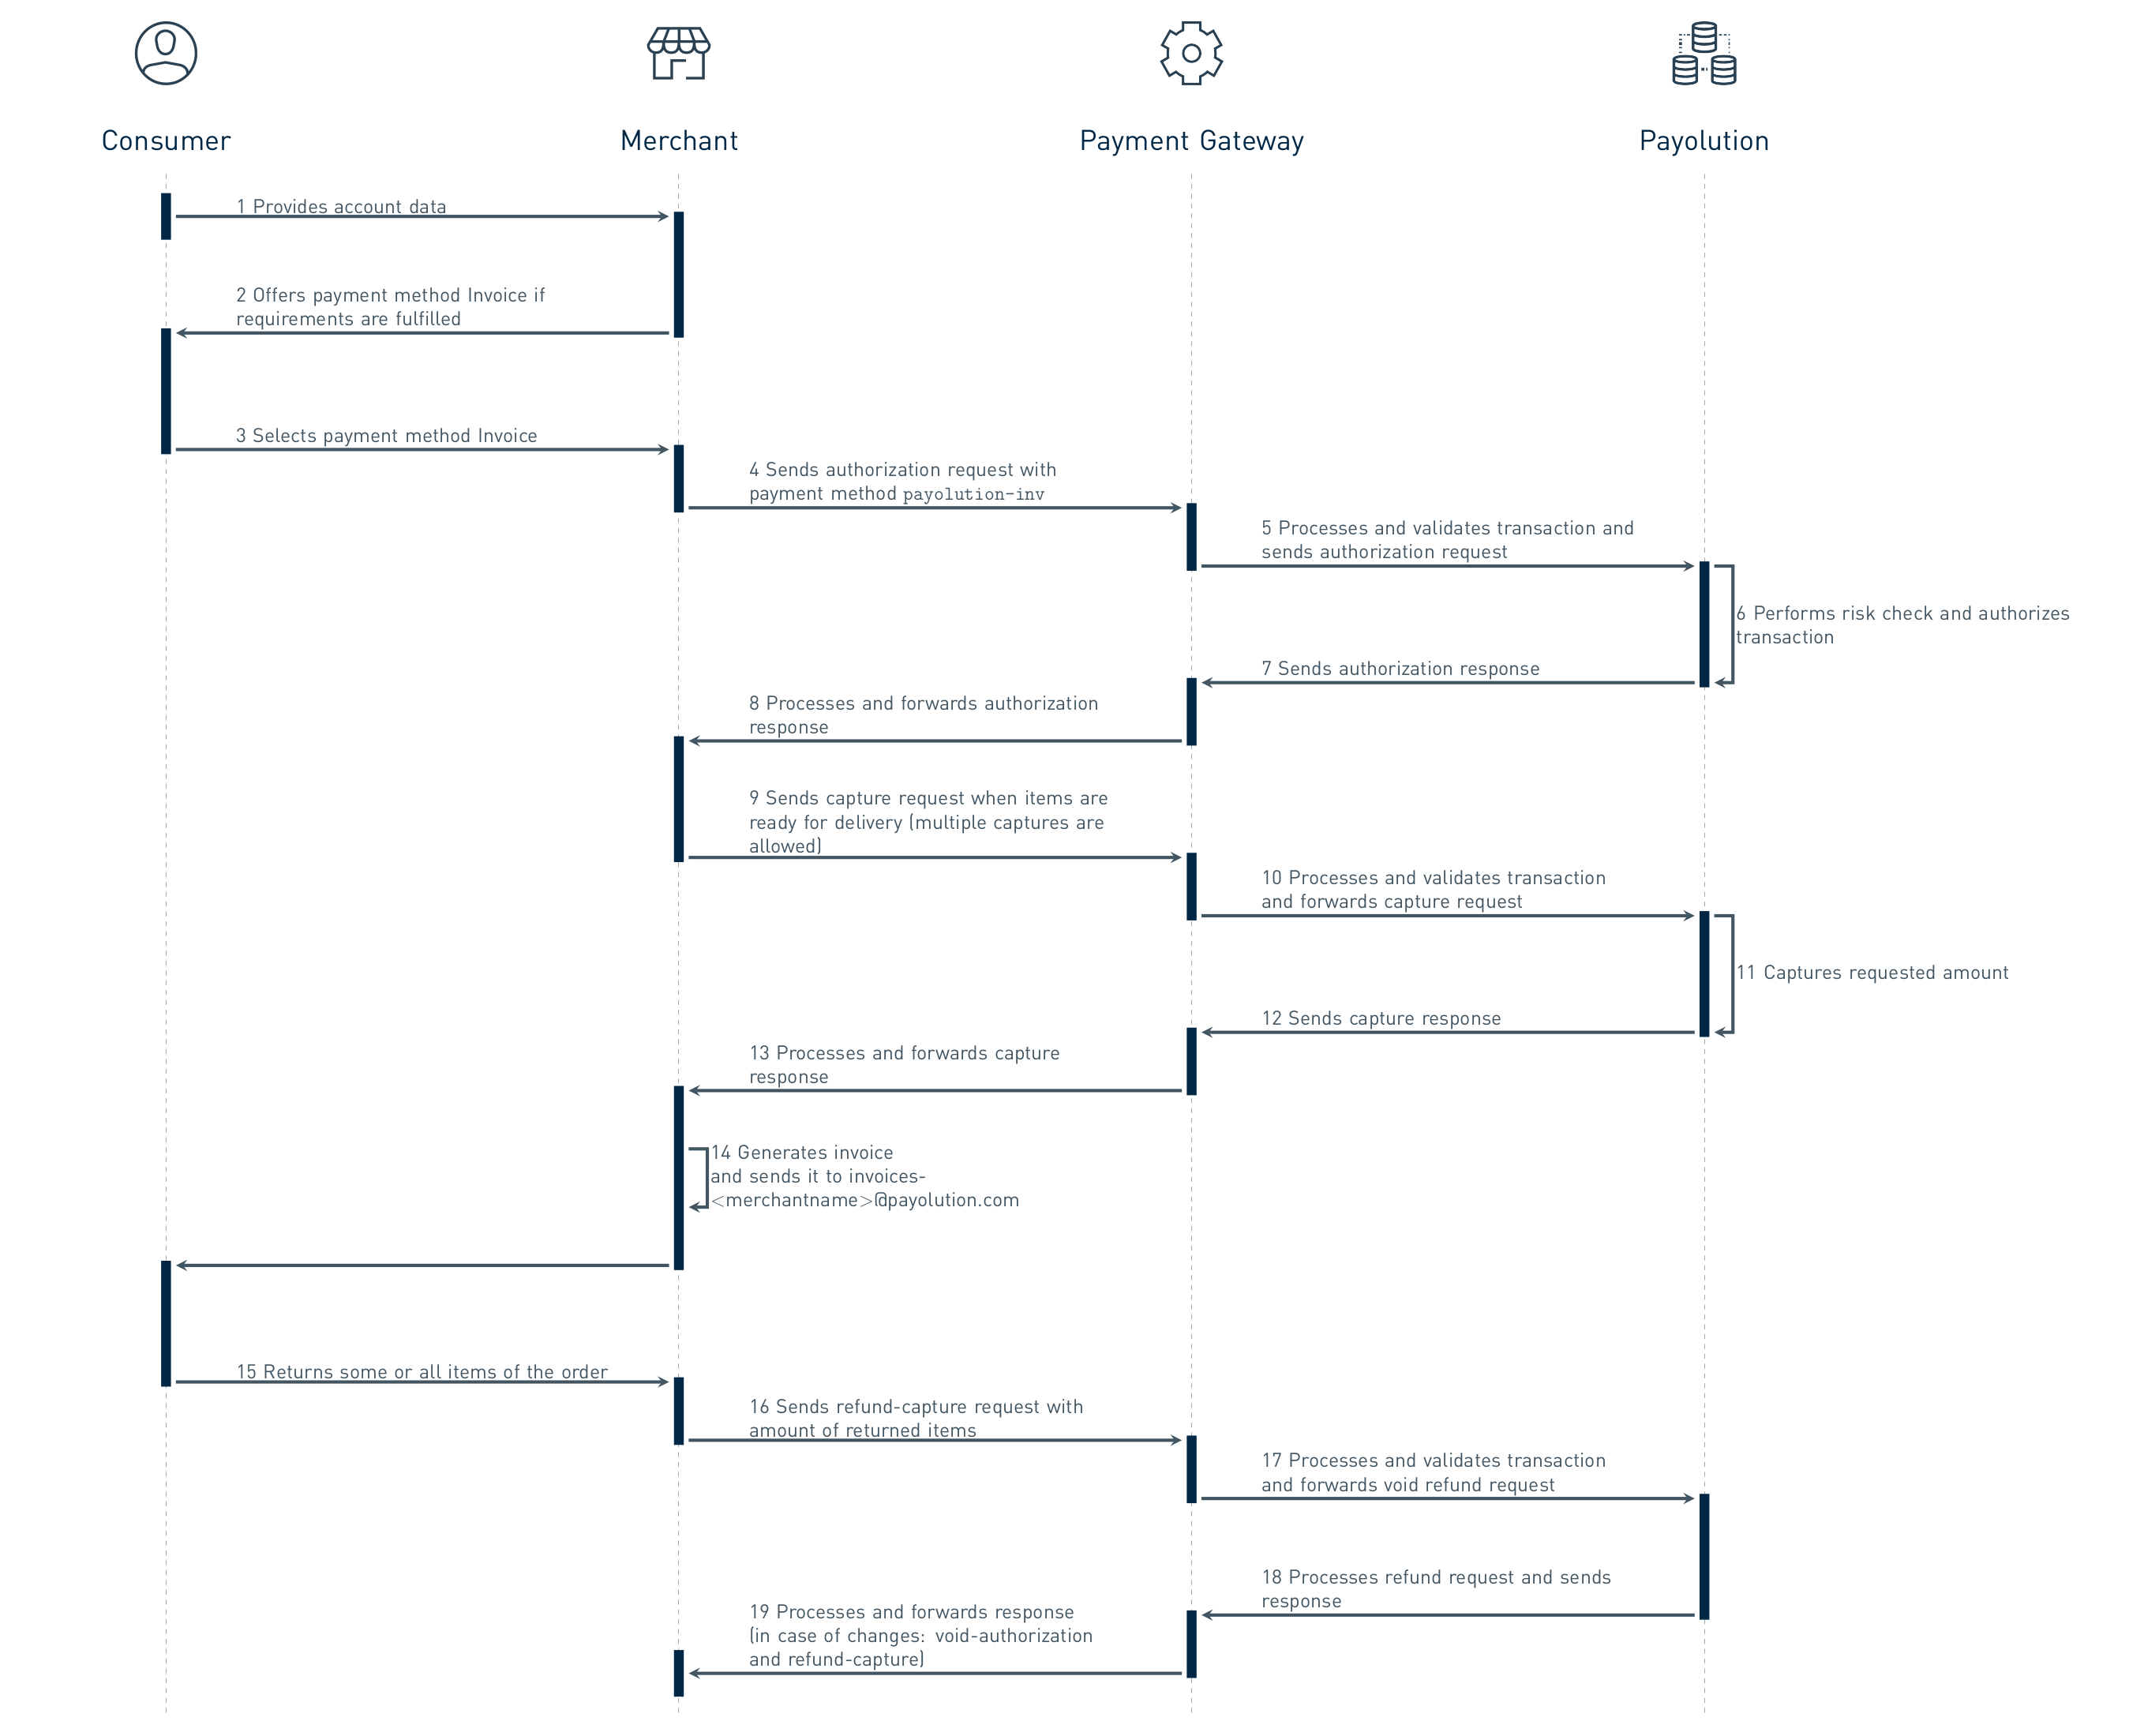 Consumer
Merchant
Payment Gateway
Payolution
1 Provides account data
2 Offers payment method Invoice if
requirements are fulfilled
3 Selects payment method Invoice
4 Sends authorization request with
payment method payolution-inv
5 Processes and validates transaction and
sends authorization request
6 Performs risk check and authorizes
transaction
7 Sends authorization response
8 Processes and forwards authorization
response
9 Sends capture request when items are
ready for delivery (multiple captures are
allowed)
10 Processes and validates transaction
and forwards capture request
11 Captures requested amount
12 Sends capture response
13 Processes and forwards capture
response
14 Generates invoice
and sends it to invoices-
<merchantname>@payolution.com
15 Returns some or all items of the order
16 Sends refund-capture request with
amount of returned items
17 Processes and validates transaction
and forwards void refund request
18 Processes refund request and sends
response
19 Processes and forwards response
(in case of changes: void-authorization
and refund-capture)